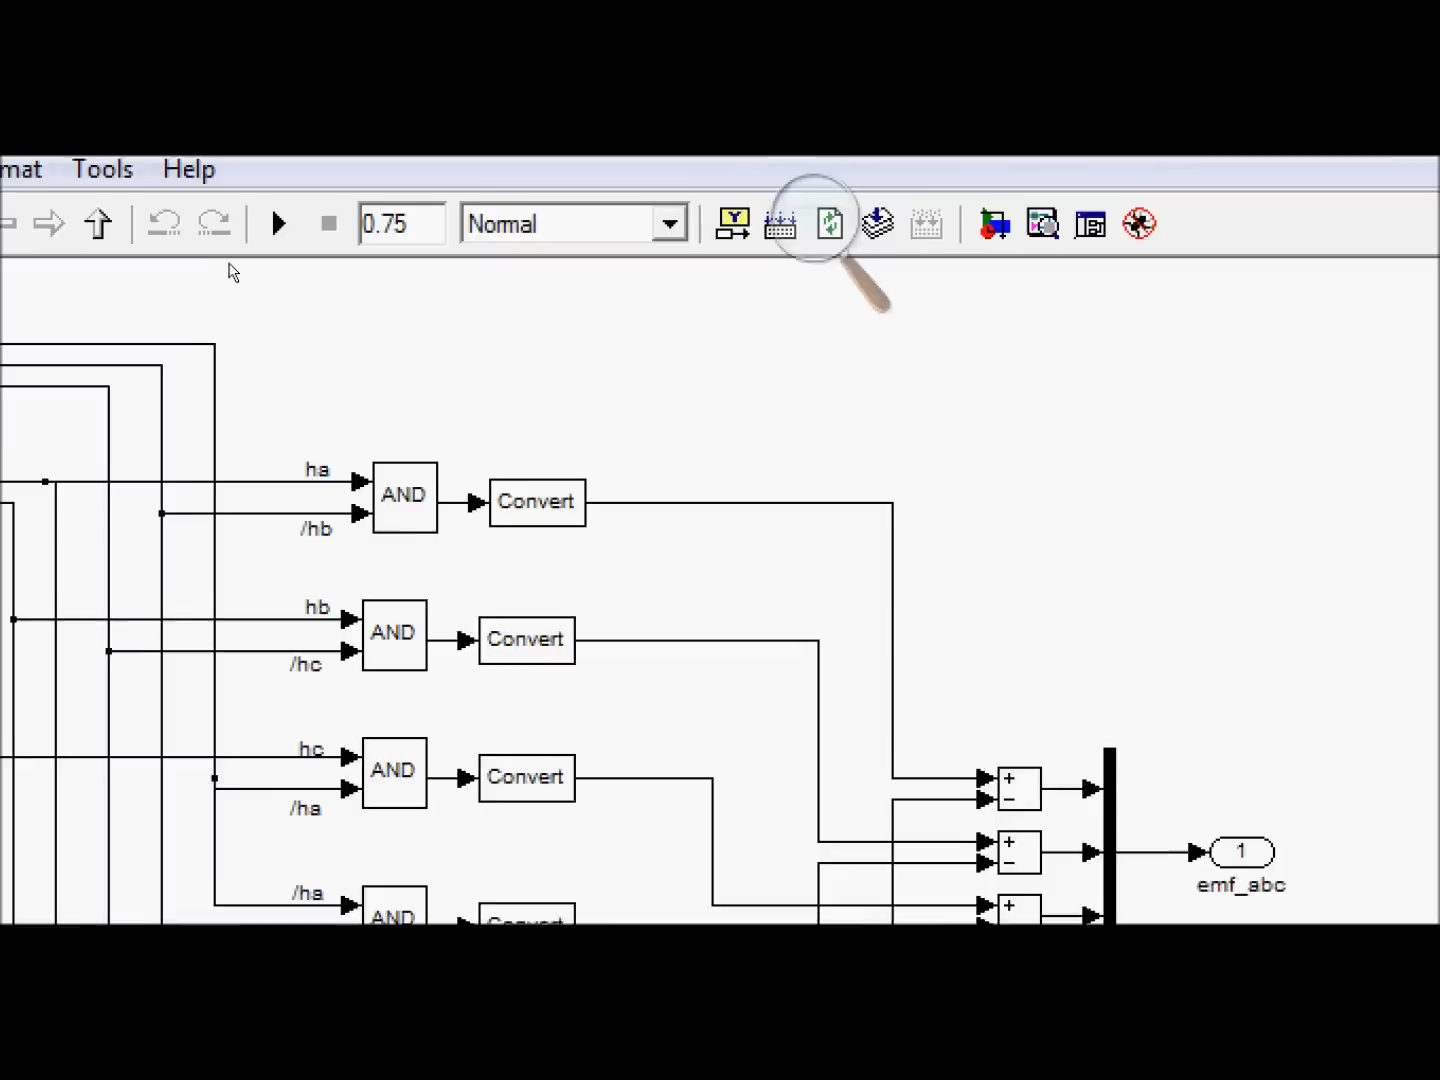 mat Tools Help
0.75 Normal
ha
AND
Convert
/hb
hb
AND
Convert
/hc
hc
AND
Convert
/ha
+
−
+
−
1
emf_abc
/ha
AND
Convert
+